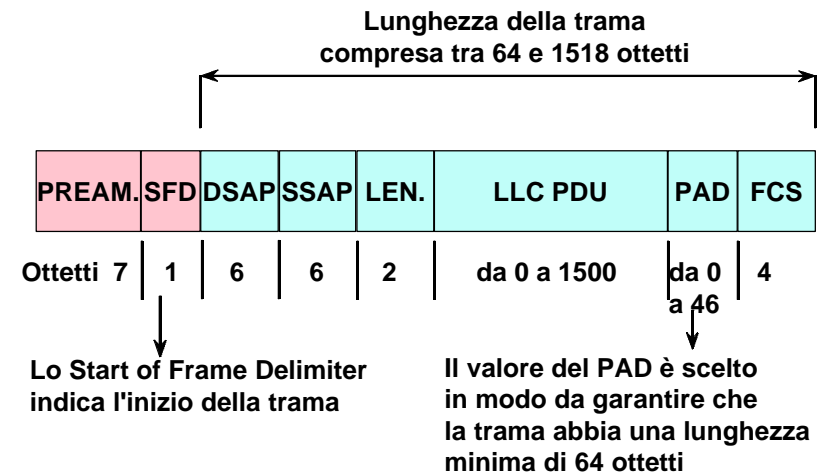 Lunghezza della trama
compresa tra 64 e 1518 ottetti
PREAM. SFD DSAP SSAP LEN. LLC PDU PAD FCS
Ottetti 7 1 6 6 2 da 0 a 1500 da 0 4
a 46
Lo Start of Frame Delimiter
indica l'inizio della trama
Il valore del PAD è scelto
in modo da garantire che
la trama abbia una lunghezza
minima di 64 ottetti